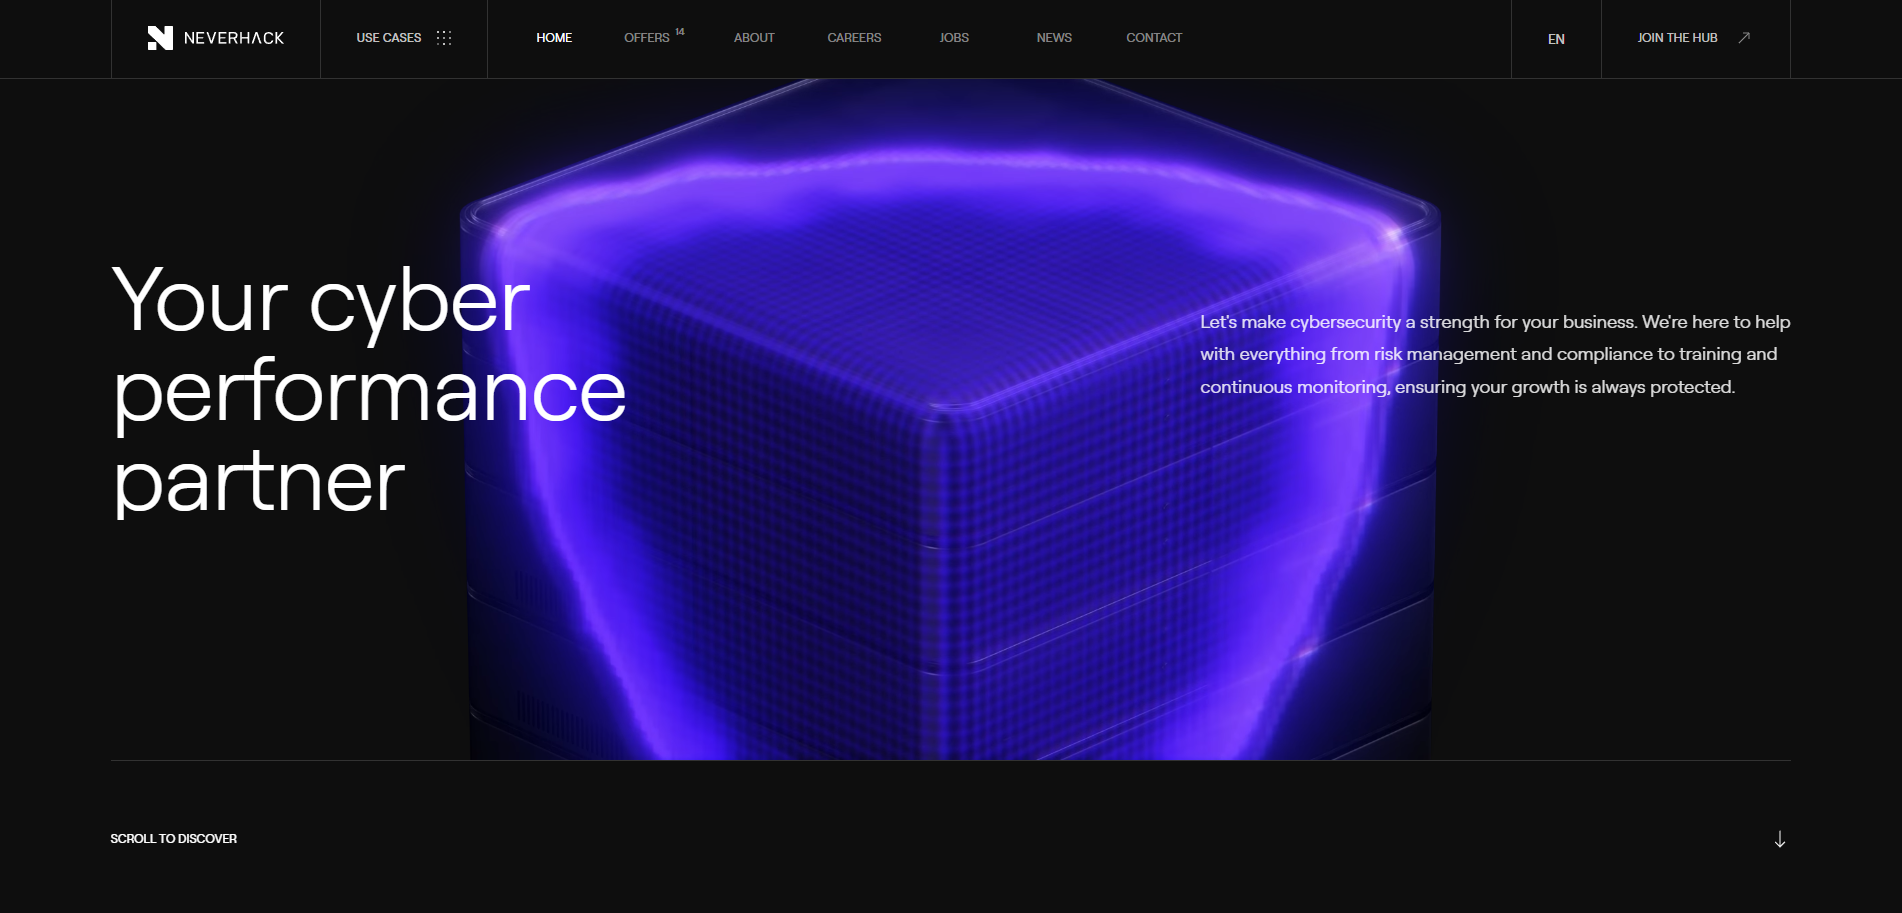 NEVERHACK
USE CASES
HOME
OFFERS 14
ABOUT
CAREERS
JOBS
NEWS
CONTACT
EN
JOIN THE HUB
Your cyber
performance
partner
Let's make cybersecurity a strength for your business. We're here to help
with everything from risk management and compliance to training and
continuous monitoring, ensuring your growth is always protected.
SCROLL TO DISCOVER